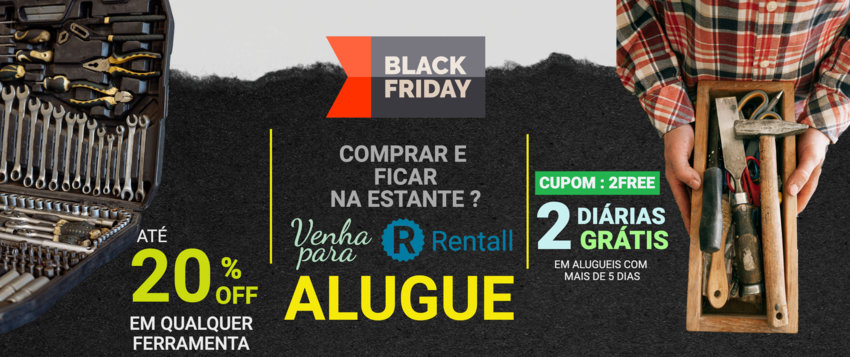 BLACK
FRIDAY
COMPRAR E
FICAR
NA ESTANTE ?
Venha
para
R Rentall
ALUGUE
ATÉ
20%
OFF
EM QUALQUER
FERRAMENTA
CUPOM : 2FREE
2 DIÁRIAS
GRÁTIS
EM ALUGUEIS COM
MAIS DE 5 DIAS